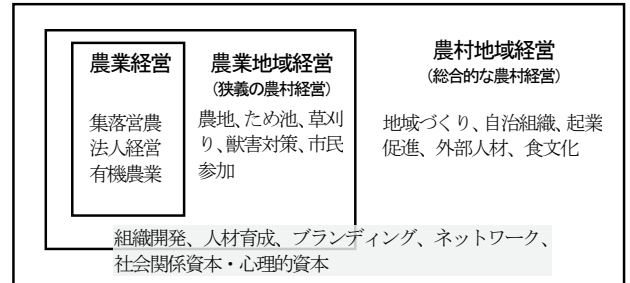 農業経営
集落営農
法人経営
有機農業
農業地域経営
（狭義の農村経営）
農地、ため池、草刈
り、獣害対策、市民
参加
農村地域経営
（総合的な農村経営）
地域づくり、自治組織、起業
促進、外部人材、食文化
組織開発、人材育成、ブランディング、ネットワーク、
社会関係資本・心理的資本